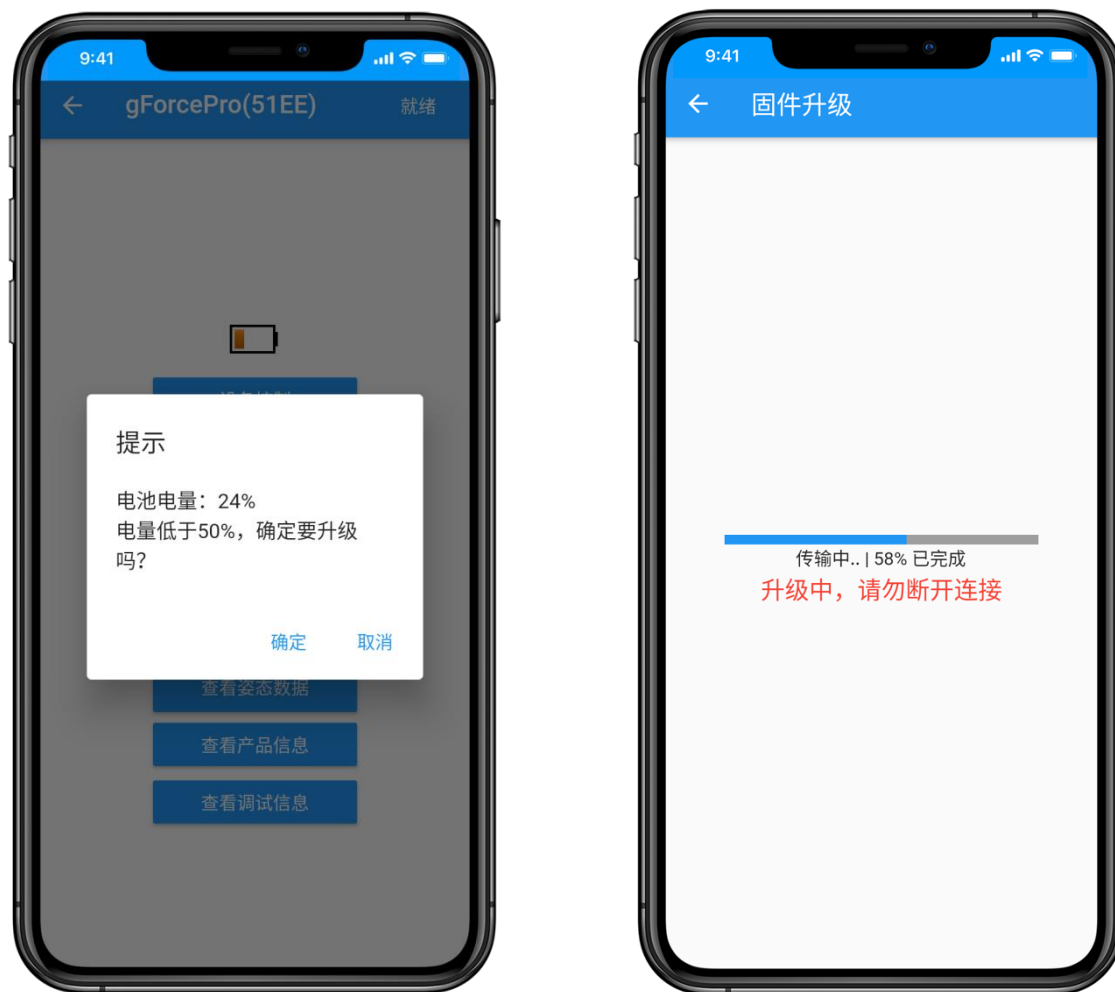 9:41
gForcePro(51EE)
就绪
提示
电池电量：24%
电量低于50%，确定要升级
吗？
确定
取消
查看姿态数据
查看产品信息
查看调试信息
9:41
固件升级
传输中.. | 58% 已完成
升级中，请勿断开连接